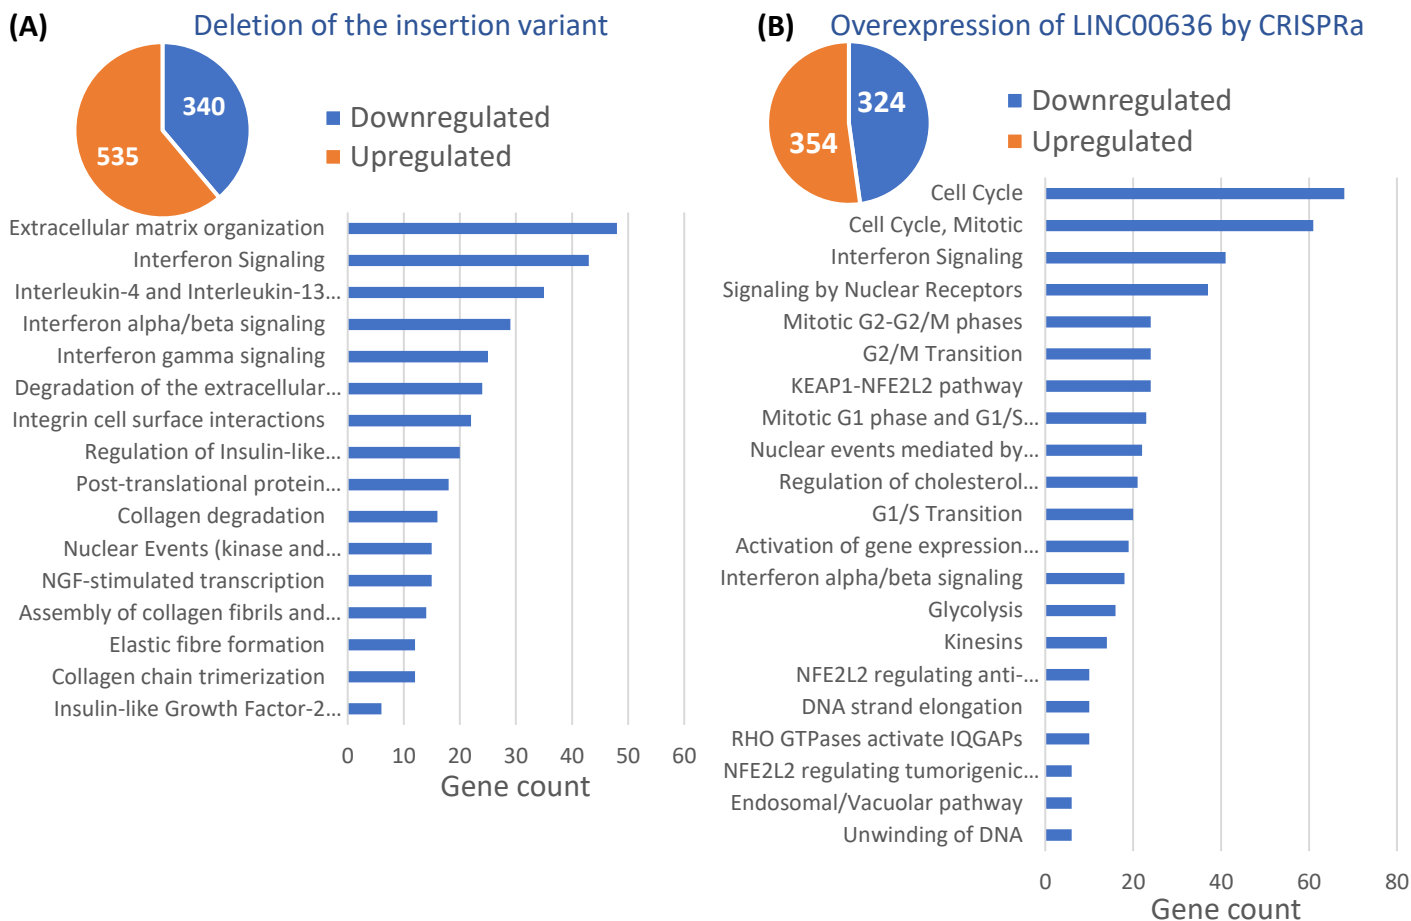 (A)
Deletion of the insertion variant
340
535
Downregulated
Upregulated
Extracellular matrix organization
Interferon Signaling
Interleukin-4 and Interleukin-13...
Interferon alpha/beta signaling
Interferon gamma signaling
Degradation of the extracellular...
Integrin cell surface interactions
Regulation of Insulin-like...
Post-translational protein...
Collagen degradation
Nuclear Events (kinase and...
NGF-stimulated transcription
Assembly of collagen fibrils and...
Elastic fibre formation
Collagen chain trimerization
Insulin-like Growth Factor-2...
0 10 20 30 40 50 60
Gene count
(B)
Overexpression of LINC00636 by CRISPRa
324
354
Downregulated
Upregulated
Cell Cycle
Cell Cycle, Mitotic
Interferon Signaling
Signaling by Nuclear Receptors
Mitotic G2-G2/M phases
G2/M Transition
KEAP1-NFE2L2 pathway
Mitotic G1 phase and G1/S...
Nuclear events mediated by...
Regulation of cholesterol...
G1/S Transition
Activation of gene expression...
Interferon alpha/beta signaling
Glycolysis
Kinesins
NFE2L2 regulating anti-...
DNA strand elongation
RHO GTPases activate IQGAPs
NFE2L2 regulating tumorigenic...
Endosomal/Vacuolar pathway
Unwinding of DNA
0 20 40 60 80
Gene count